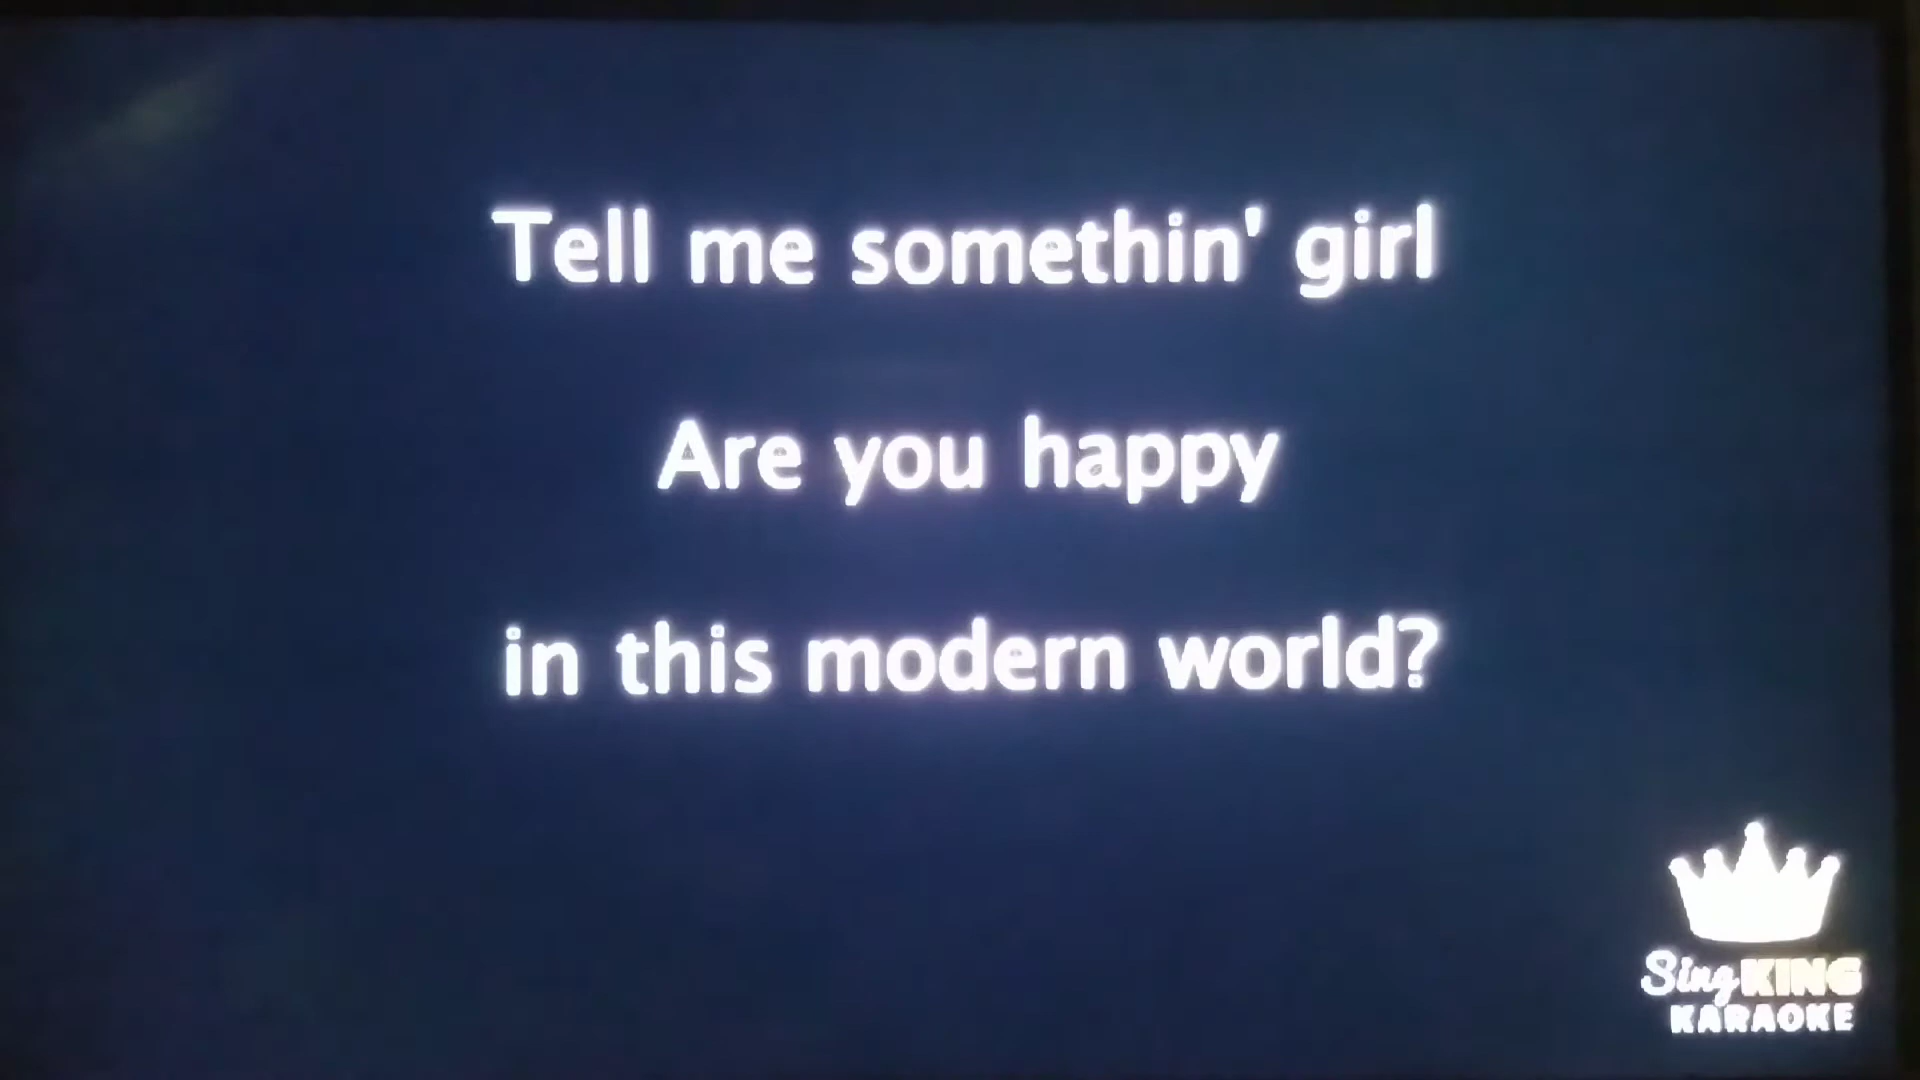 Tell me somethin' girl
Are you happy
in this modern world?
Sing KING
KARAOKE